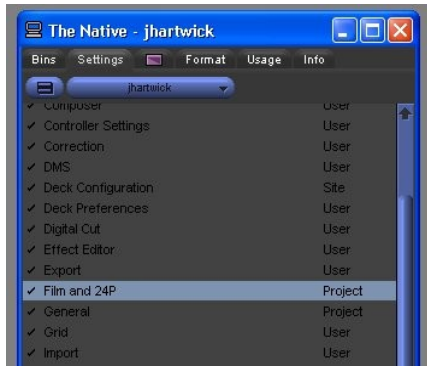 The Native - jhartwick
Bins Settings Format Usage Info
jhartwick
Composer User
Controller Settings User
Correction User
DMS User
Deck Configuration Site
Deck Preferences User
Digital Cut User
Effect Editor User
Export User
Film and 24P Project
General Project
Grid User
Import User